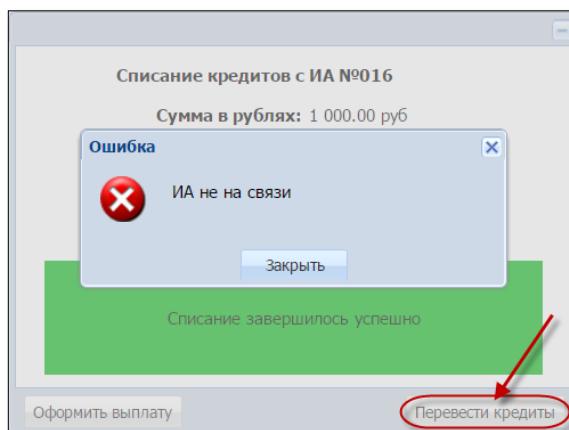 Списание кредитов с ИА №016
Сумма в рублях: 1 000.00 руб
Ошибка
ИА не на связи
Закрыть
Списание завершилось успешно
Оформить выплату
Перевести кредиты